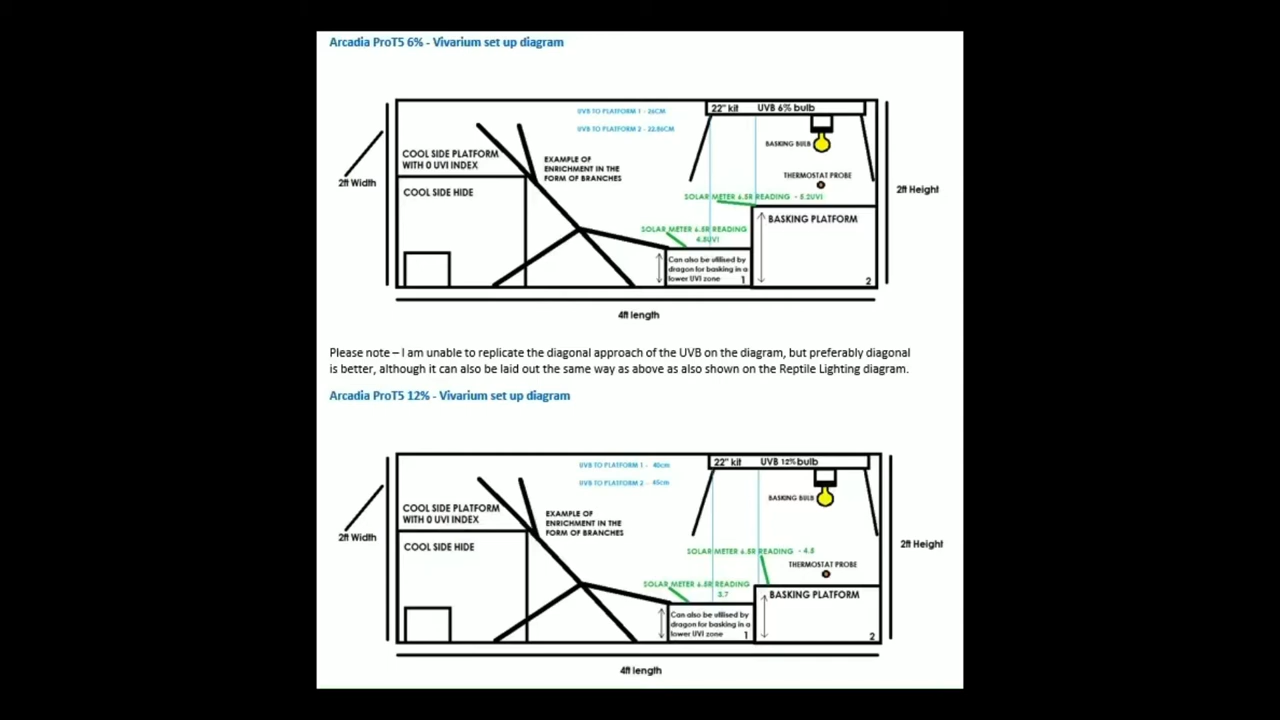 Arcadia ProT5 6% - Vivarium set up diagram
22" kit UVB 6% bulb
UVB TO PLATFORM 1 - 26CM
UVB TO PLATFORM 2 - 22.86CM
BASKING BULB
COOL SIDE PLATFORM
WITH 0 UVI INDEX
EXAMPLE OF
ENRICHMENT IN THE
FORM OF BRANCHES
THERMOSTAT PROBE
2ft Width
COOL SIDE HIDE
2ft Height
SOLAR METER 6.5R READING - 5.2UVI
BASKING PLATFORM
SOLAR METER 6.5R READING
4.8UVI
Can also be utilised by
dragon for basking in a
lower UVI zone 1
2
4ft length
Please note – I am unable to replicate the diagonal approach of the UVB on the diagram, but preferably diagonal
is better, although it can also be laid out the same way as above as also shown on the Reptile Lighting diagram.
Arcadia ProT5 12% - Vivarium set up diagram
22" kit UVB 12% bulb
UVB TO PLATFORM 1 - 40cm
UVB TO PLATFORM 2 - 45cm
BASKING BULB
COOL SIDE PLATFORM
WITH 0 UVI INDEX
EXAMPLE OF
ENRICHMENT IN THE
FORM OF BRANCHES
2ft Width
COOL SIDE HIDE
2ft Height
SOLAR METER 6.5R READING - 4.5
THERMOSTAT PROBE
SOLAR METER 6.5R READING
3.7
BASKING PLATFORM
Can also be utilised by
dragon for basking in a
lower UVI zone 1
2
4ft length